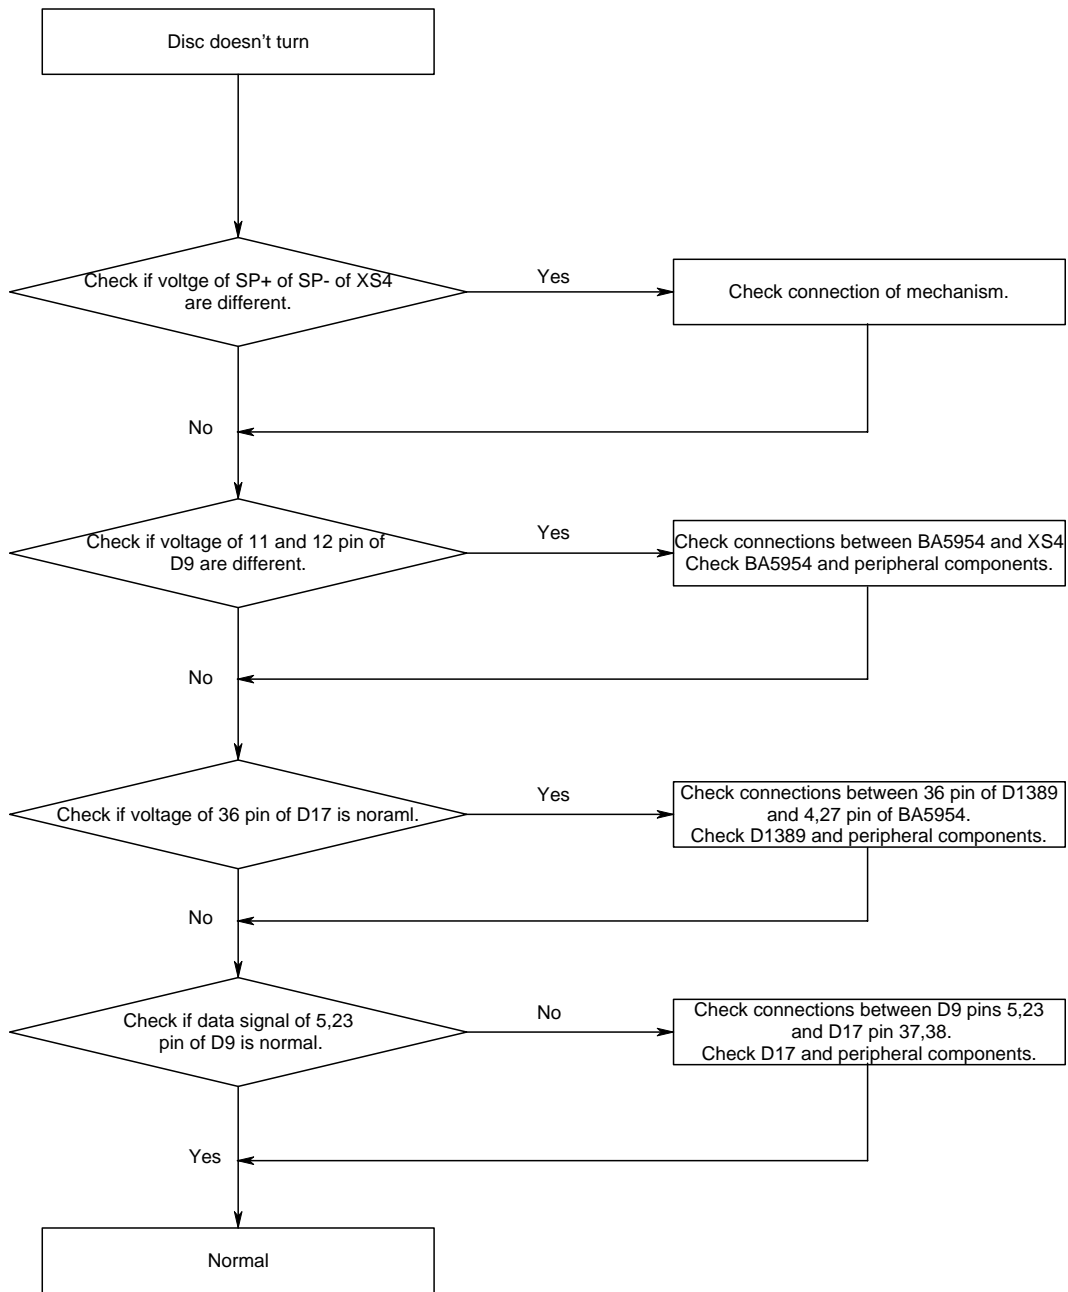 Disc doesn't turn
Check if voltge of SP+ of SP- of XS4
are different.
Yes
Check connection of mechanism.
No
Check if voltage of 11 and 12 pin of
D9 are different.
Yes
Check connections between BA5954 and XS4
Check BA5954 and peripheral components.
No
Check if voltage of 36 pin of D17 is noraml.
Yes
Check connections between 36 pin of D1389
and 4,27 pin of BA5954.
Check D1389 and peripheral components.
No
Check if data signal of 5,23
pin of D9 is normal.
No
Check connections between D9 pins 5,23
and D17 pin 37,38.
Check D17 and peripheral components.
Yes
Normal